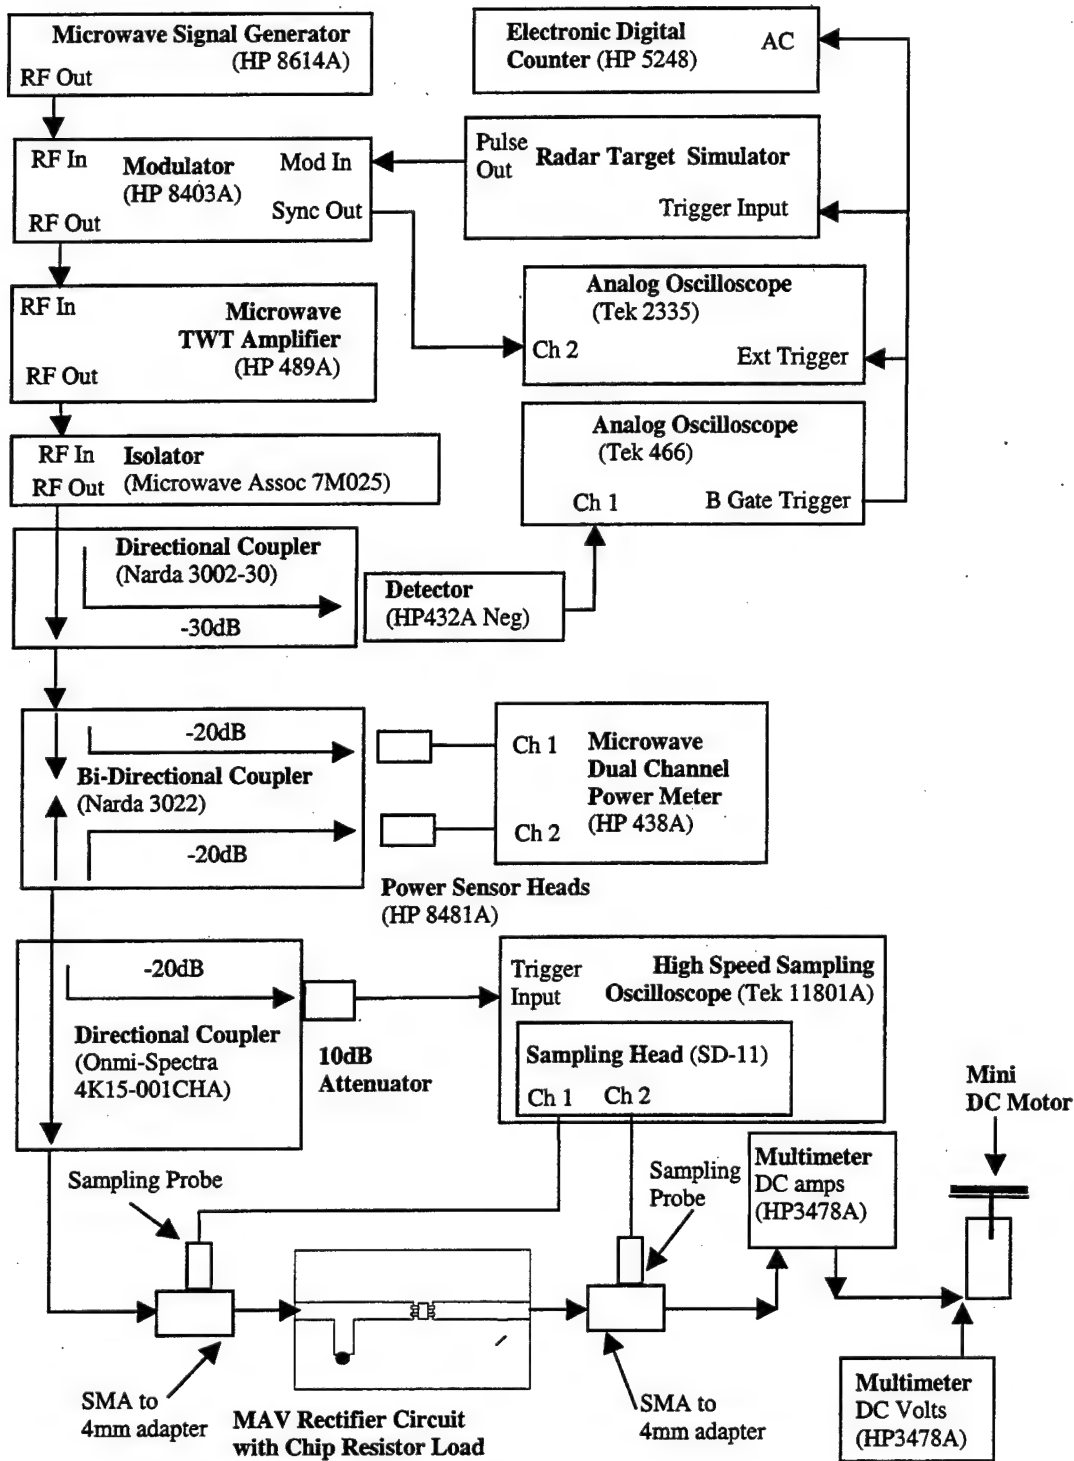 Microwave Signal Generator
(HP 8614A)
RF Out
Electronic Digital
Counter (HP 5248)
AC
RF In
Modulator
(HP 8403A)
Mod In
Sync Out
RF Out
Pulse
Out
Radar Target Simulator
Trigger Input
RF In
Microwave
TWT Amplifier
(HP 489A)
RF Out
Analog Oscilloscope
(Tek 2335)
Ch 2
Ext Trigger
RF In
RF Out
Isolator
(Microwave Assoc 7M025)
Analog Oscilloscope
(Tek 466)
Ch 1
B Gate Trigger
Directional Coupler
(Narda 3002-30)
-30dB
Detector
(HP432A Neg)
-20dB
Bi-Directional Coupler
(Narda 3022)
-20dB
Ch 1
Ch 2
Microwave
Dual Channel
Power Meter
(HP 438A)
Power Sensor Heads
(HP 8481A)
-20dB
Directional Coupler
(Onmi-Spectra
4K15-001CHA)
10dB
Attenuator
Trigger
Input
High Speed Sampling
Oscilloscope (Tek 11801A)
Sampling Head (SD-11)
Ch 1
Ch 2
Mini
DC Motor
Sampling Probe
Sampling
Probe
Multimeter
DC amps
(HP3478A)
SMA to
4mm adapter
MAV Rectifier Circuit
with Chip Resistor Load
SMA to
4mm adapter
Multimeter
DC Volts
(HP3478A)